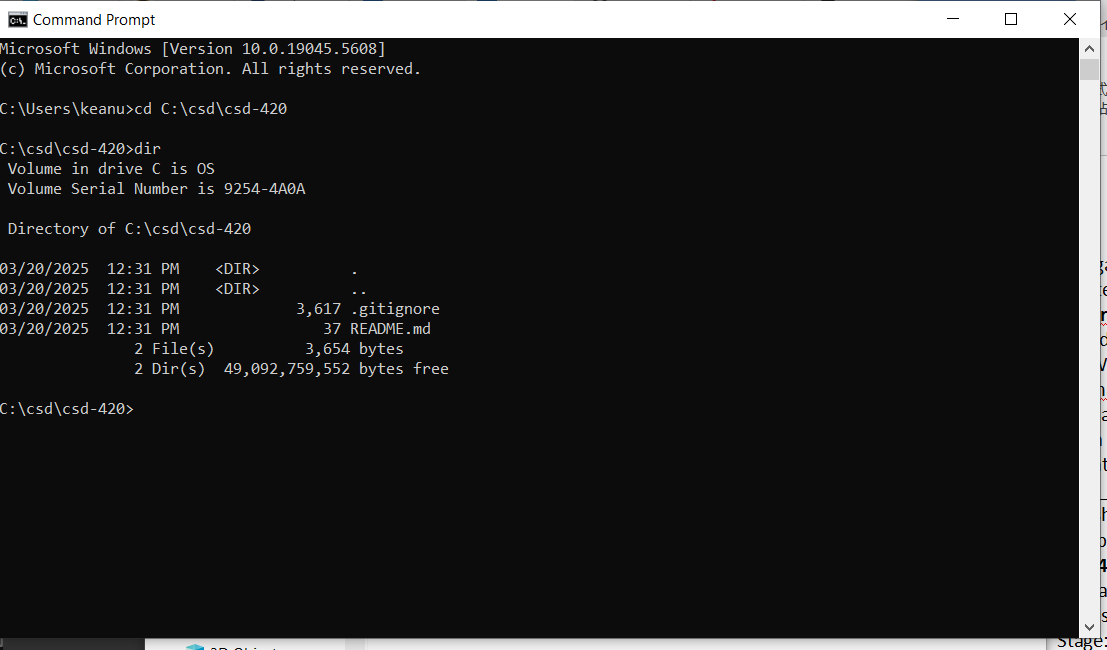 Command Prompt
Microsoft Windows [Version 10.0.19045.5608]
(c) Microsoft Corporation. All rights reserved.
C:\Users\keanu>cd C:\csd\csd-420
C:\csd\csd-420>dir
 Volume in drive C is OS
 Volume Serial Number is 9254-4A0A
 Directory of C:\csd\csd-420
03/20/2025  12:31 PM    <DIR>          .
03/20/2025  12:31 PM    <DIR>          ..
03/20/2025  12:31 PM             3,617 .gitignore
03/20/2025  12:31 PM                37 README.md
               2 File(s)          3,654 bytes
               2 Dir(s)  49,092,759,552 bytes free
C:\csd\csd-420>
Stage: